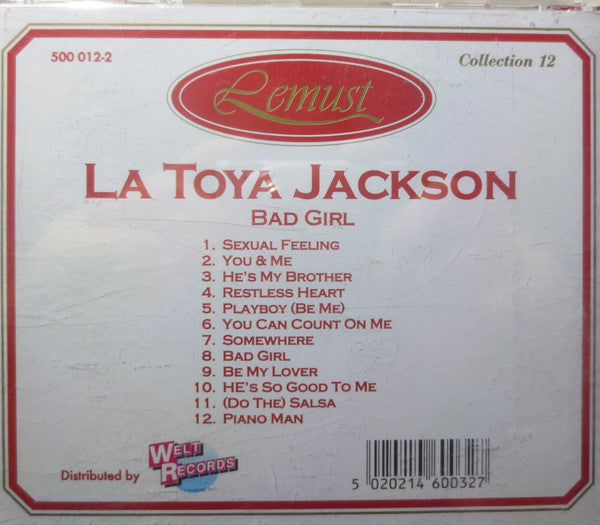 500 012-2
Collection 12
Lemust
LA TOYA JACKSON
BAD GIRL
1. SEXUAL FEELING
2. YOU & ME
3. HE'S MY BROTHER
4. RESTLESS HEART
5. PLAYBOY (BE ME)
6. YOU CAN COUNT ON ME
7. SOMEWHERE
8. BAD GIRL
9. BE MY LOVER
10. HE'S SO GOOD TO ME
11. (DO THE) SALSA
12. PIANO MAN
Distributed by
WELT
RECORDS
5 020214 600327